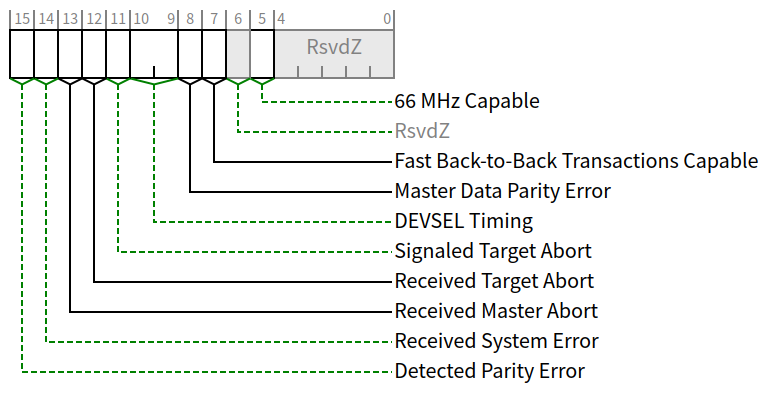 15 14 13 12 11 10 9 8 7 6 5 4 0
RsvdZ
66 MHz Capable
RsvdZ
Fast Back-to-Back Transactions Capable
Master Data Parity Error
DEVSEL Timing
Signaled Target Abort
Received Target Abort
Received Master Abort
Received System Error
Detected Parity Error